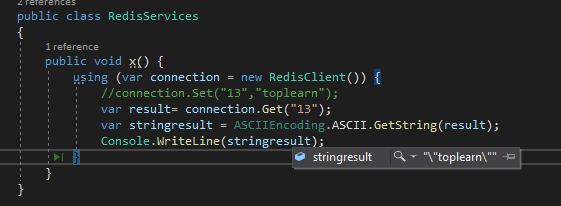 2 references
public class RedisServices
{
1 reference
public void x() {
using (var connection = new RedisClient()) {
//connection.Set("13","toplearn");
var result= connection.Get("13");
var stringresult = ASCIIEncoding.ASCII.GetString(result);
Console.WriteLine(stringresult);
}
stringresult "\"toplearn\""
}
}